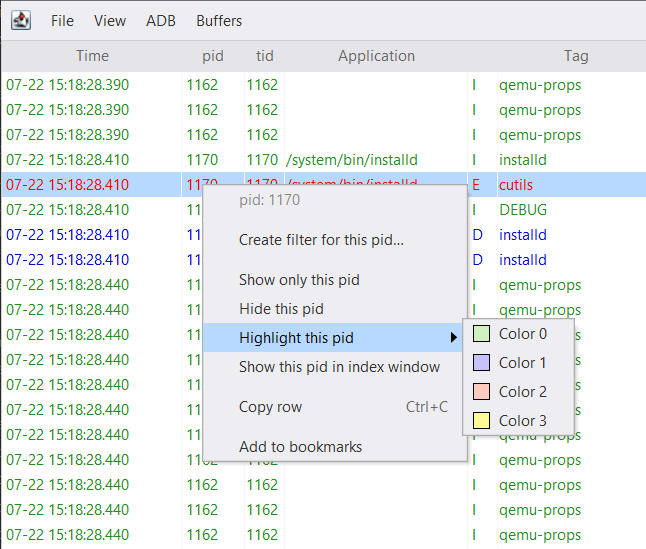 File View ADB Buffers
Time pid tid Application Tag
07-22 15:18:28.390 1162 1162 I qemu-props
07-22 15:18:28.390 1162 1162 I qemu-props
07-22 15:18:28.390 1162 1162 I qemu-props
07-22 15:18:28.410 1170 1170 /system/bin/installd I installd
07-22 15:18:28.410 1170 1170 /system/bin/installd E cutils
07-22 15:18:28.410 11 I DEBUG
07-22 15:18:28.410 11 D installd
07-22 15:18:28.410 11 D installd
07-22 15:18:28.440 11 I qemu-props
07-22 15:18:28.440 11 I qemu-props
07-22 15:18:28.440 11 qemu-props
07-22 15:18:28.440 11
07-22 15:18:28.440 11
07-22 15:18:28.440 11
07-22 15:18:28.440 11 I qemu-props
07-22 15:18:28.440 11 I qemu-props
07-22 15:18:28.440 1162 1162 I qemu-props
07-22 15:18:28.440 1162 1162 I qemu-props
07-22 15:18:28.440 1162 1162 I qemu-props
pid: 1170
Create filter for this pid...
Show only this pid
Hide this pid
Highlight this pid
Show this pid in index window
Copy row Ctrl+C
Add to bookmarks
Color 0
Color 1
Color 2
Color 3